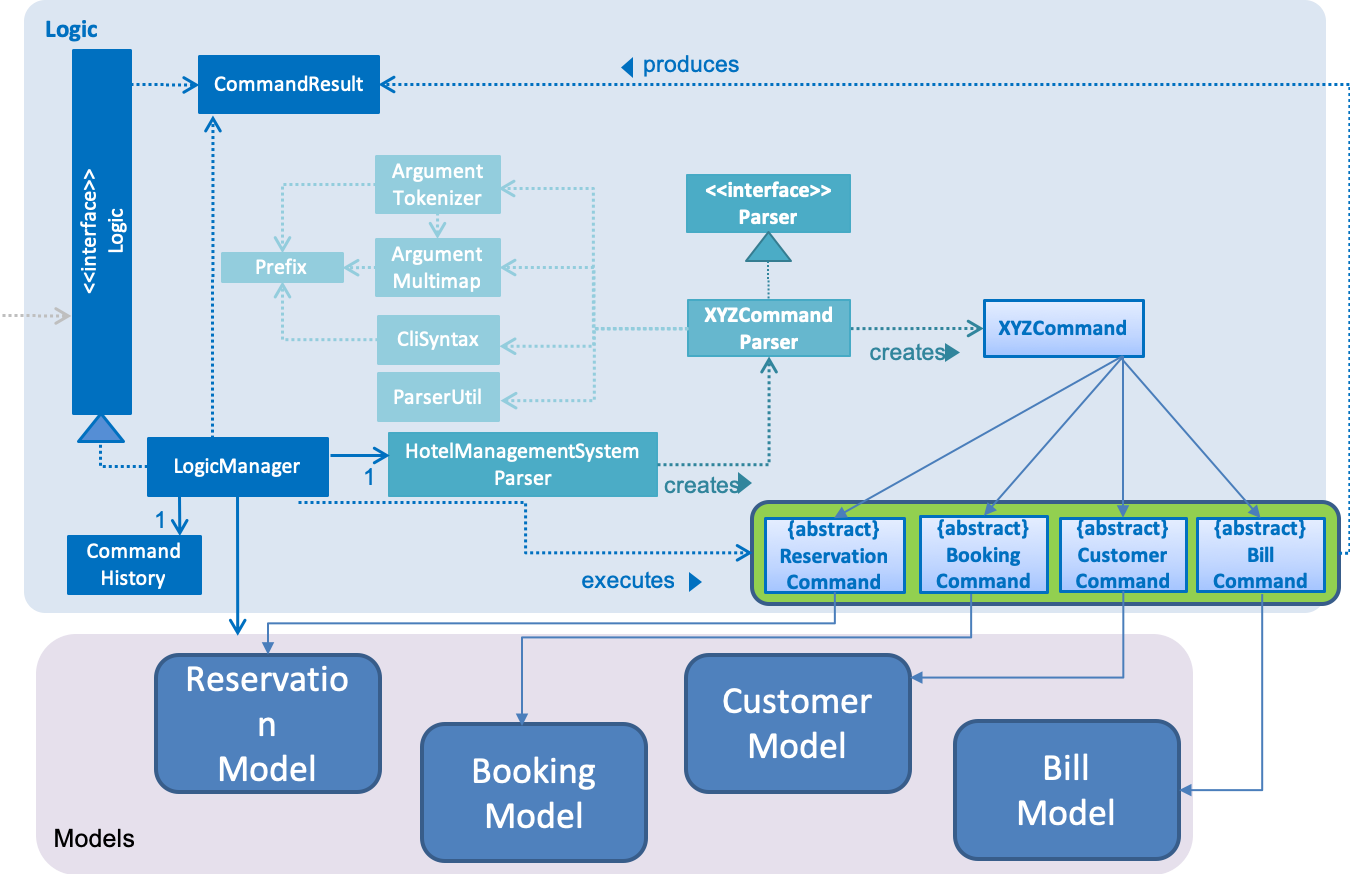 Logic
<<interface>>
Logic
CommandResult
produces
Argument
Tokenizer
<<interface>>
Parser
Prefix
Argument
Multimap
CliSyntax
ParserUtil
XYZCommand
Parser
creates
XYZCommand
LogicManager
1
HotelManagementSystem
Parser
creates
1
Command
History
executes
{abstract}
Reservation
Command
{abstract}
Booking
Command
{abstract}
Customer
Command
{abstract}
Bill
Command
Reservatio
n
Model
Booking
Model
Customer
Model
Bill
Model
Models